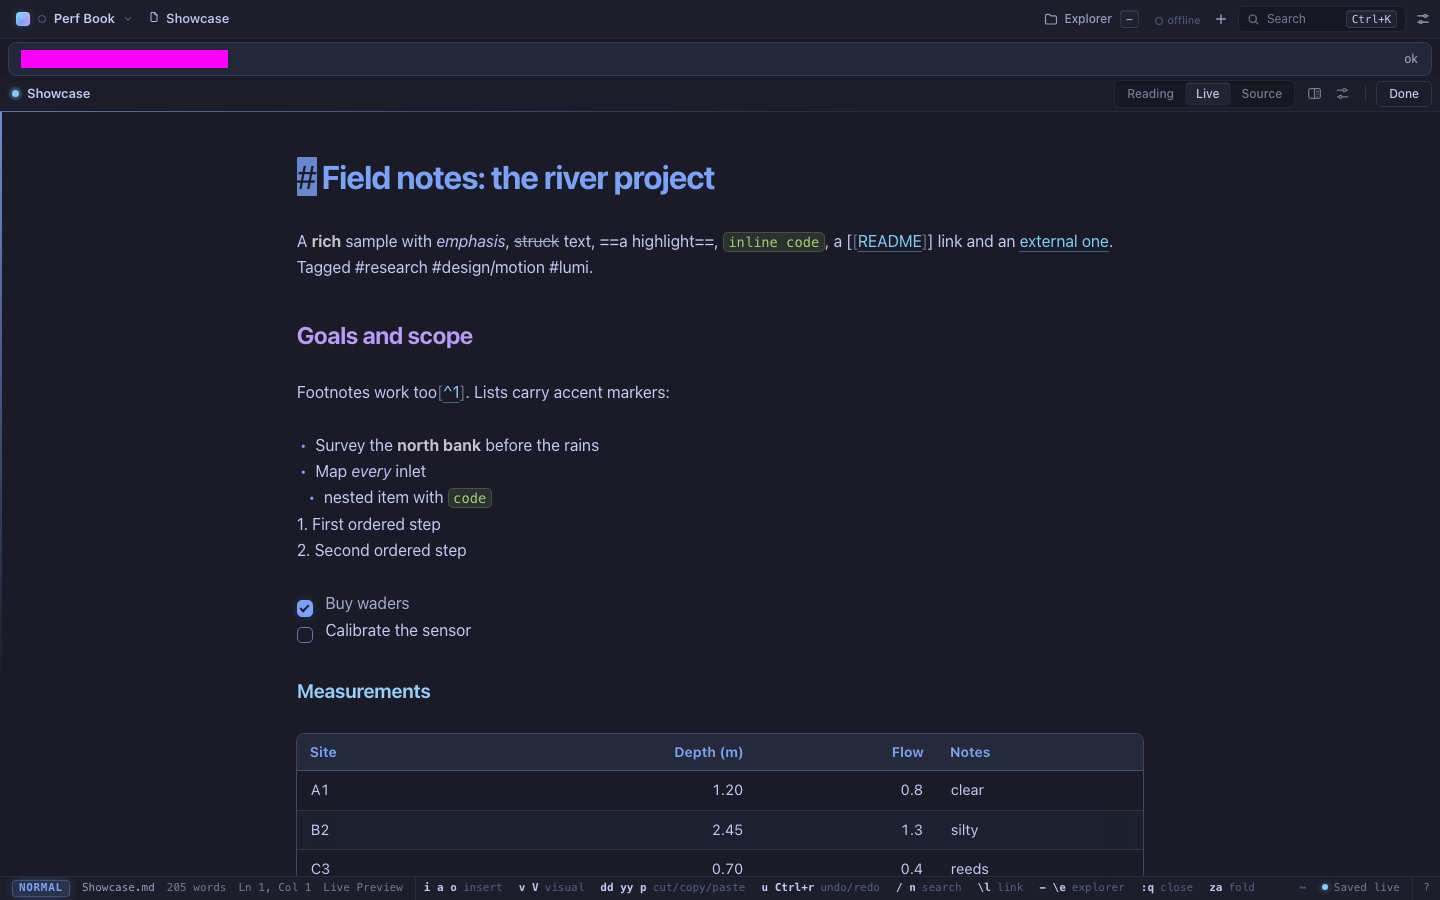 Perf Book Showcase Explorer – offline + Search Ctrl+K
ok
Showcase Reading Live Source Done
# Field notes: the river project
A rich sample with emphasis, struck text, ==a highlight==, inline code, a [[README]] link and an external one.
Tagged #research #design/motion #lumi.
Goals and scope
Footnotes work too[^1]. Lists carry accent markers:
• Survey the north bank before the rains
• Map every inlet
• nested item with code
1. First ordered step
2. Second ordered step
Buy waders
Calibrate the sensor
Measurements
Site Depth (m) Flow Notes
A1 1.20 0.8 clear
B2 2.45 1.3 silty
C3 0.70 0.4 reeds
NORMAL Showcase.md 205 words Ln 1, Col 1 Live Preview i a o insert v V visual dd yy p cut/copy/paste u Ctrl+r undo/redo / n search \l link – \e explorer :q close za fold ⋯ Saved live ?